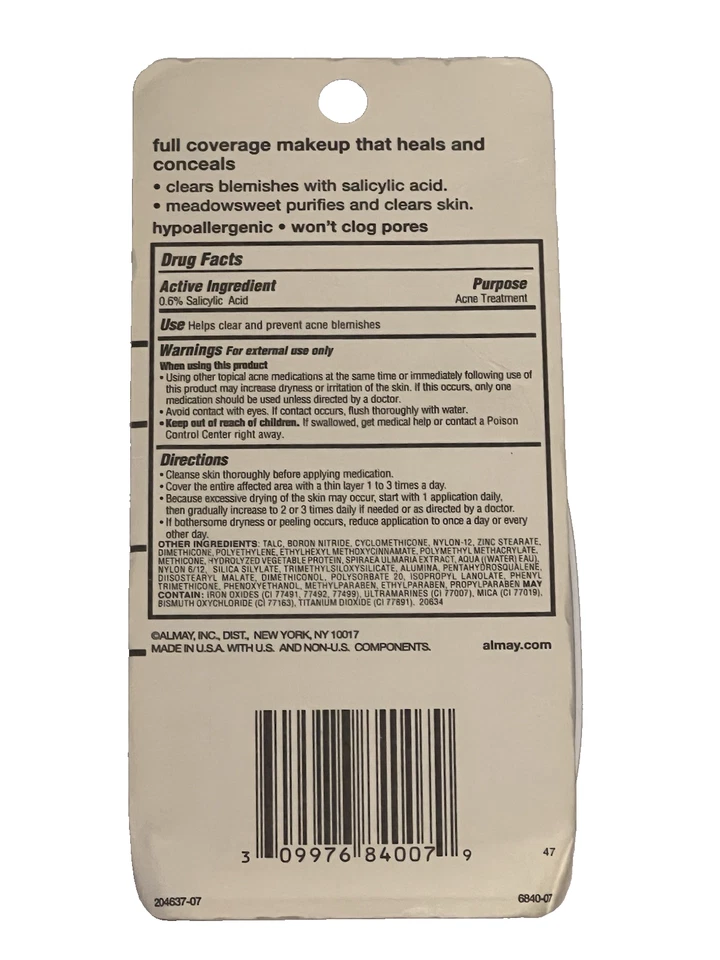 full coverage makeup that heals and
conceals
• clears blemishes with salicylic acid.
• meadowsweet purifies and clears skin.
hypoallergenic • won't clog pores
Drug Facts
Active Ingredient Purpose
0.6% Salicylic Acid Acne Treatment
Use Helps clear and prevent acne blemishes
Warnings For external use only
When using this product
• Using other topical acne medications at the same time or immediately following use of
this product may increase dryness or irritation of the skin. If this occurs, only one
medication should be used unless directed by a doctor.
• Avoid contact with eyes. If contact occurs, flush thoroughly with water.
• Keep out of reach of children. If swallowed, get medical help or contact a Poison
Control Center right away.
Directions
• Cleanse skin thoroughly before applying medication.
• Cover the entire affected area with a thin layer 1 to 3 times a day.
• Because excessive drying of the skin may occur, start with 1 application daily,
then gradually increase to 2 or 3 times daily if needed or as directed by a doctor.
• If bothersome dryness or peeling occurs, reduce application to once a day or every
other day.
OTHER INGREDIENTS: TALC, BORON NITRIDE, CYCLOMETHICONE, NYLON-12, ZINC STEARATE,
DIMETHICONE, POLYETHYLENE, ETHYLHEXYL METHOXYCINNAMATE, POLYMETHYL METHACRYLATE,
METHICONE, HYDROLYZED VEGETABLE PROTEIN, SPIRAEA ULMARIA EXTRACT, AQUA ((WATER) EAU),
NYLON 6/12, SILICA SILYLATE, TRIMETHYLSILOXYSILICATE, ALUMINA, PENTAHYDROSQUALENE,
DIISOSTEARYL MALATE, DIMETHICONOL, POLYSORBATE 20, ISOPROPYL LANOLATE, PHENYL
TRIMETHICONE, PHENOXYETHANOL, METHYLPARABEN, ETHYLPARABEN, PROPYLPARABEN MAY
CONTAIN: IRON OXIDES (CI 77491, 77492, 77499), ULTRAMARINES (CI 77007), MICA (CI 77019),
BISMUTH OXYCHLORIDE (CI 77163), TITANIUM DIOXIDE (CI 77891). 20634
©ALMAY, INC., DIST., NEW YORK, NY 10017
MADE IN U.S.A. WITH U.S. AND NON-U.S. COMPONENTS. almay.com
3 09976 84007 9
47
204637-07 6840-07